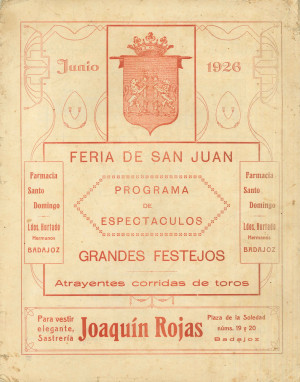 Junio 1926
FERIA DE SAN JUAN
PROGRAMA
DE
ESPECTACULOS
GRANDES FESTEJOS
Atrayentes corridas de toros
Farmacia
Santo
Domingo
Ldos. Hurtado
Hermanos
BADAJOZ
Farmacia
Santo
Domingo
Ldos. Hurtado
Hermanos
BADAJOZ
Para vestir
elegante,
Sastrería
Joaquín Rojas
Plaza de la Soledad
núms. 19 y 20
Badajoz